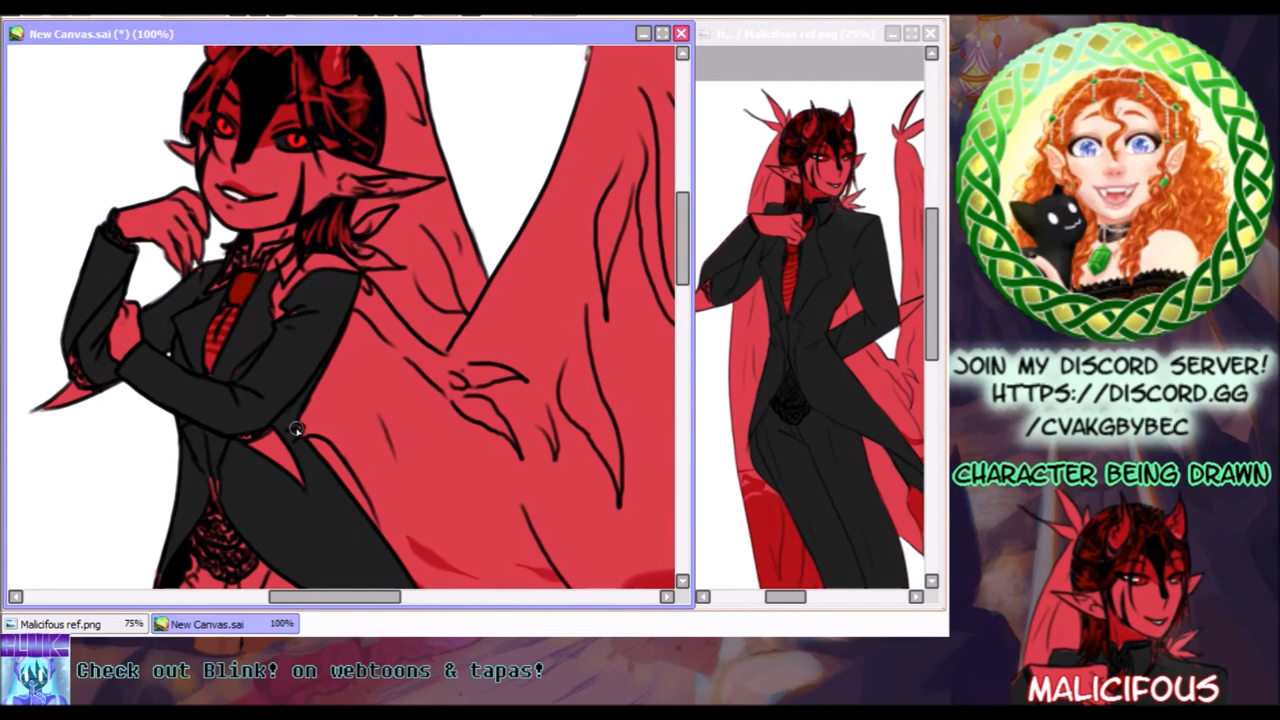 New Canvas.sai (*) (100%)
/ Malicifous ref.png (75%)
JOIN MY DISCORD SERVER!
HTTPS://DISCORD.GG
/CVAKGBYBEC
CHARACTER BEING DRAWN
MALICIFOUS
Malicifous ref.png 75%
New Canvas.sai 100%
BLINK
Check out Blink! on webtoons & tapas!